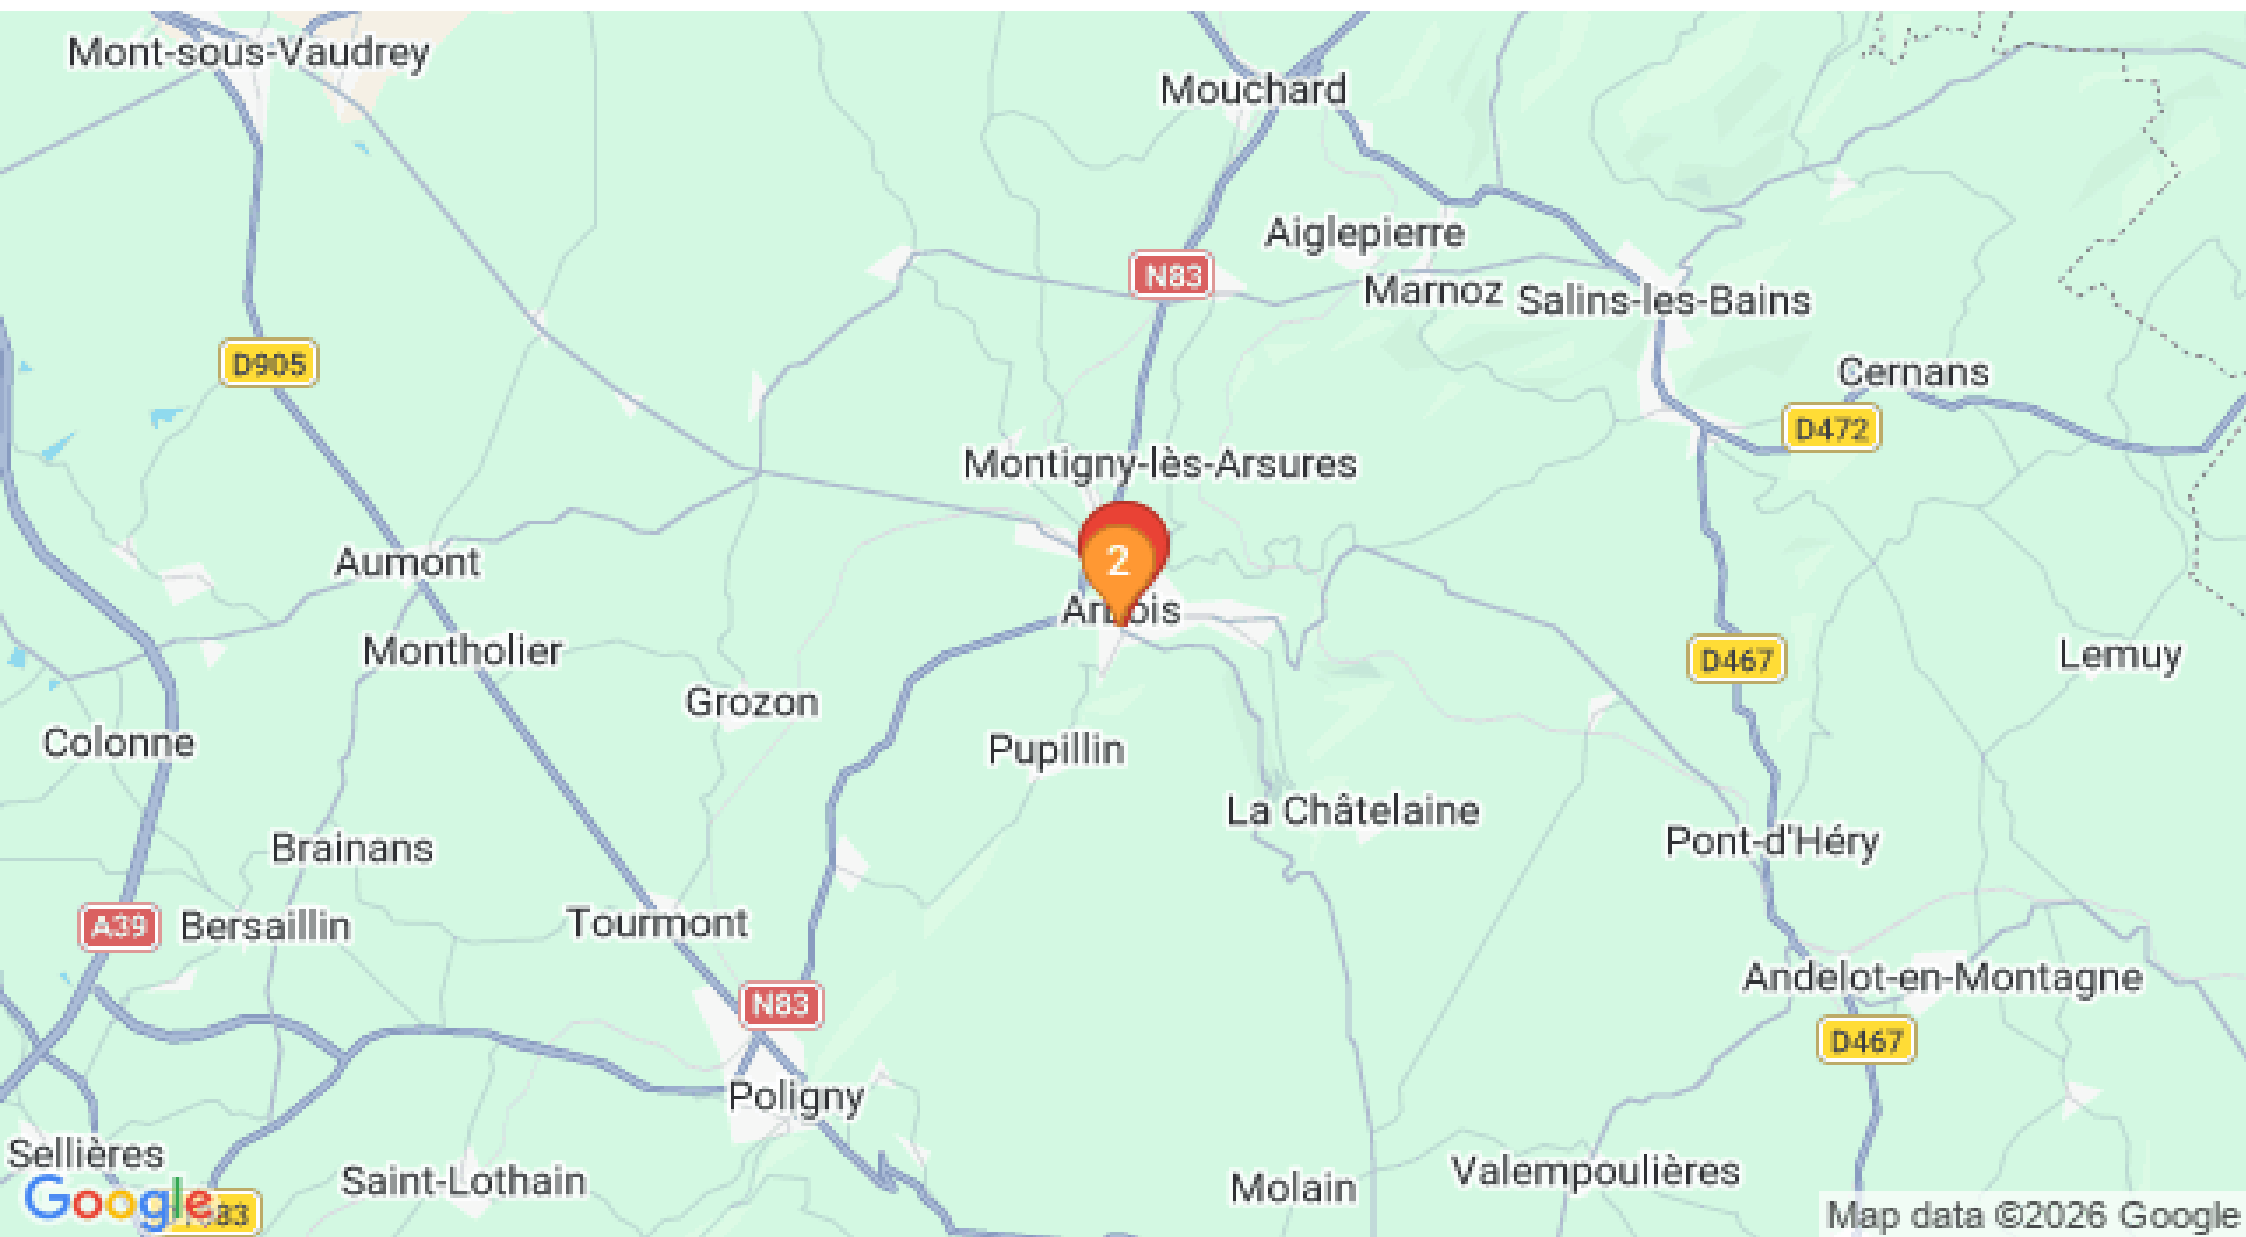 Mont-sous-Vaudrey
Mouchard
Aiglepierre
N83
Marnoz
Salins-les-Bains
D905
Cernans
D472
Montigny-lès-Arsures
2
Aumont
Montholier
D467
Lemuy
Grozon
Colonne
Pupillin
La Châtelaine
Pont-d'Héry
Brainans
A39
Bersaillin
Tourmont
N83
Andelot-en-Montagne
D467
Poligny
Sellières
Saint-Lothain
Molain
Valempoulières
Google
Map data ©2026 Google